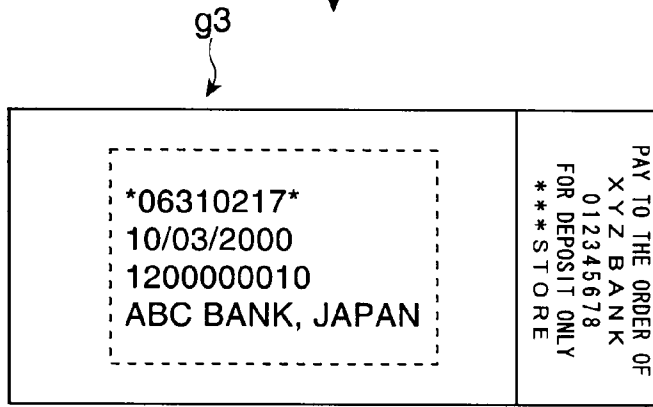 g3
*06310217*
10/03/2000
1200000010
ABC BANK, JAPAN
PAY TO THE ORDER OF
XYZ BANK
012345678
FOR DEPOSIT ONLY
***STORE